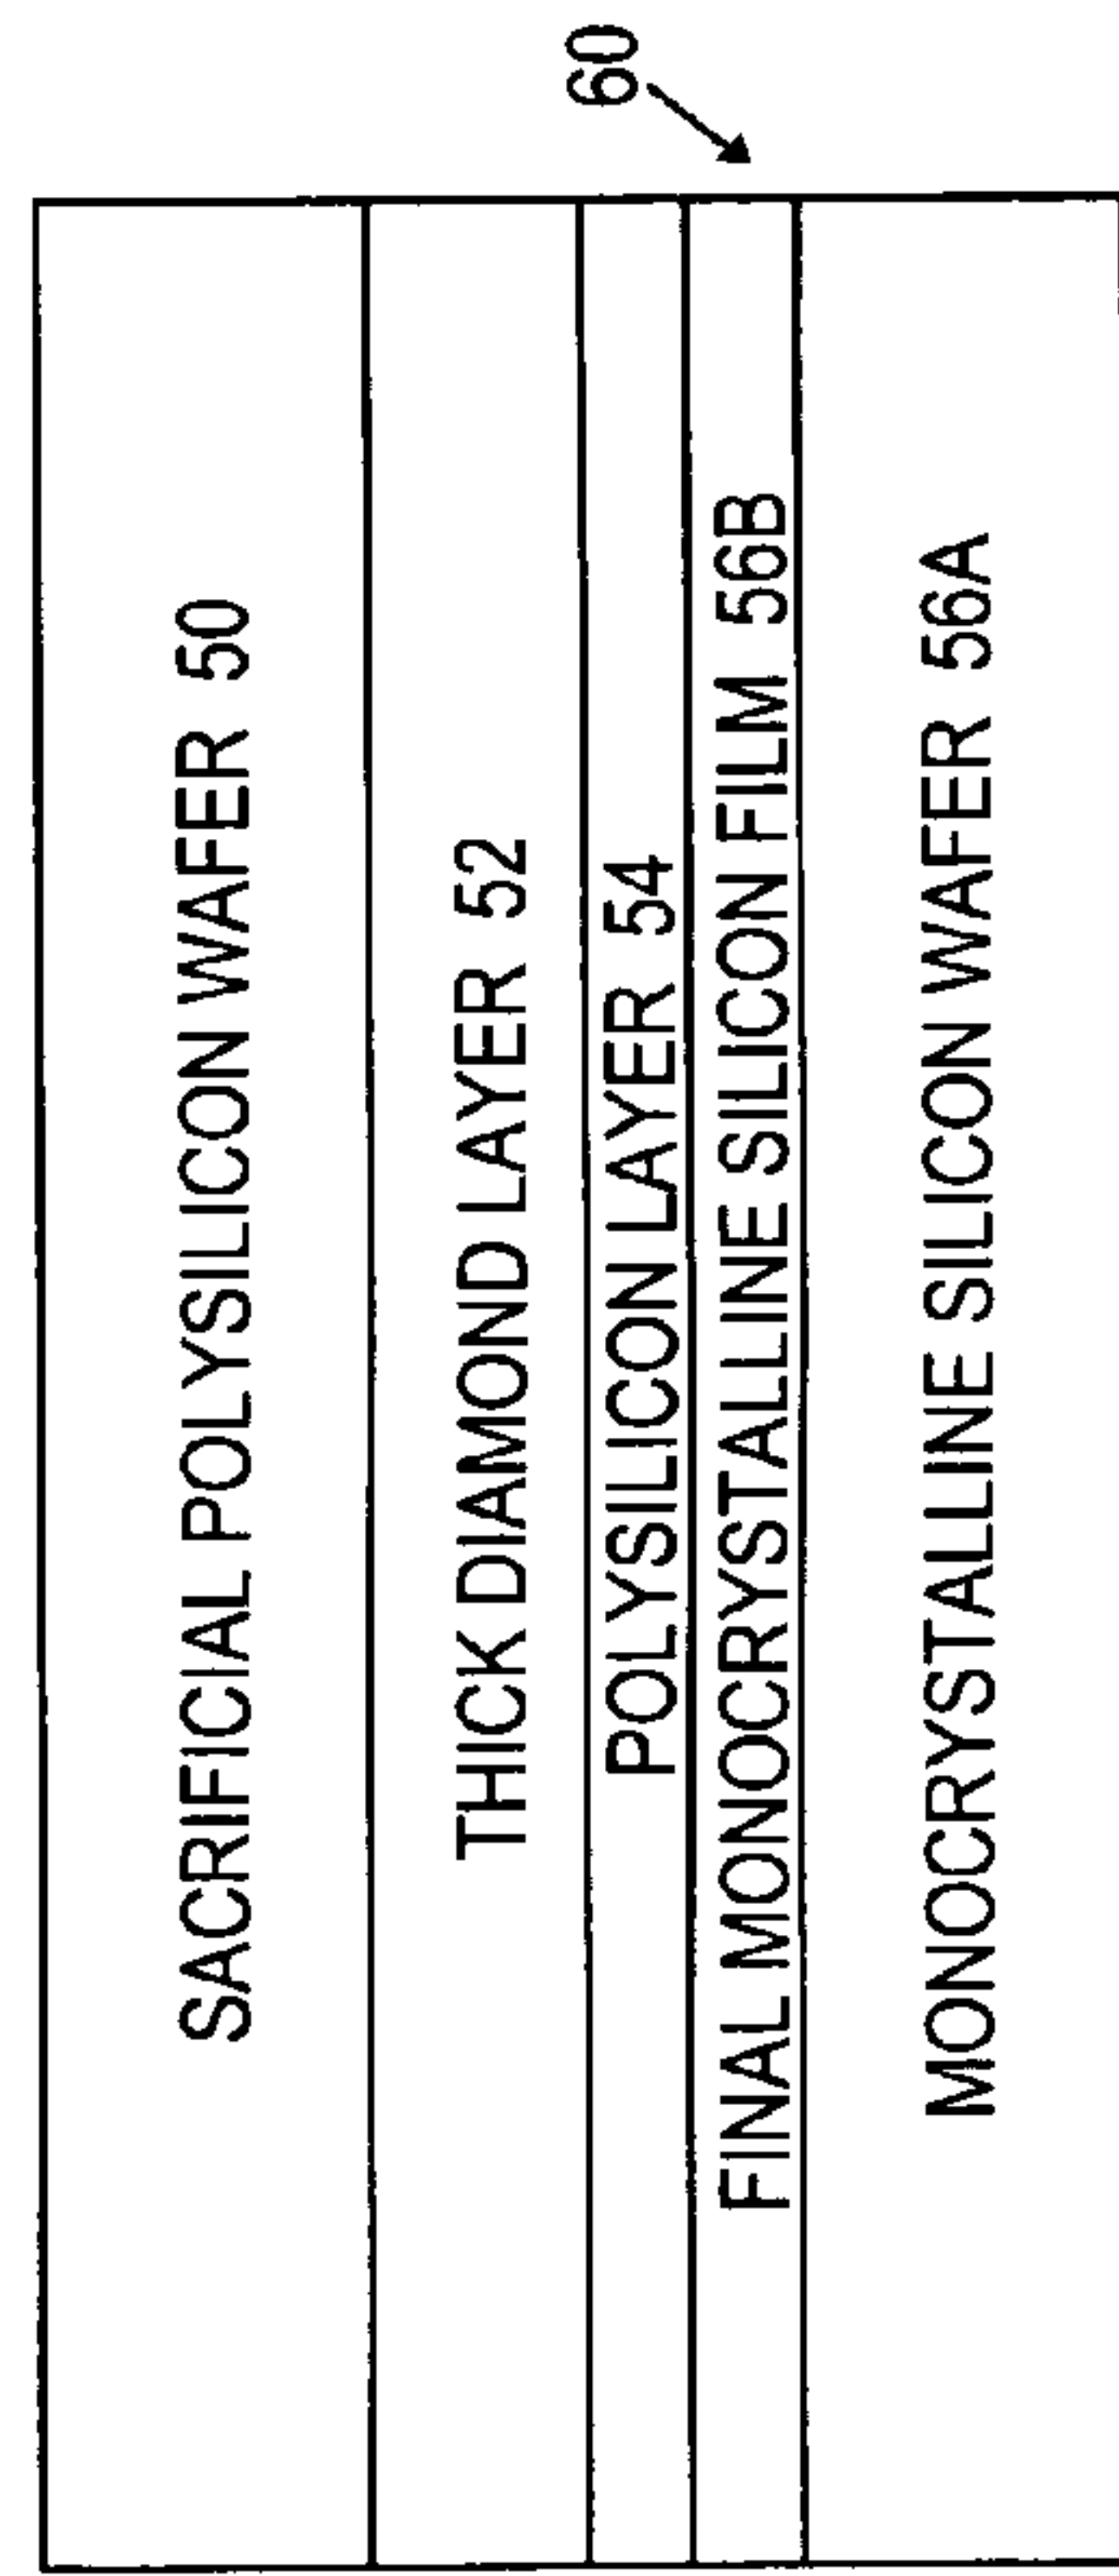 60
SACRIFICIAL POLYSILICON WAFER 50
THICK DIAMOND LAYER 52
POLYSILICON LAYER 54
FINAL MONOCRYSTALLINE SILICON FILM 56B
MONOCRYSTALLINE SILICON WAFER 56A